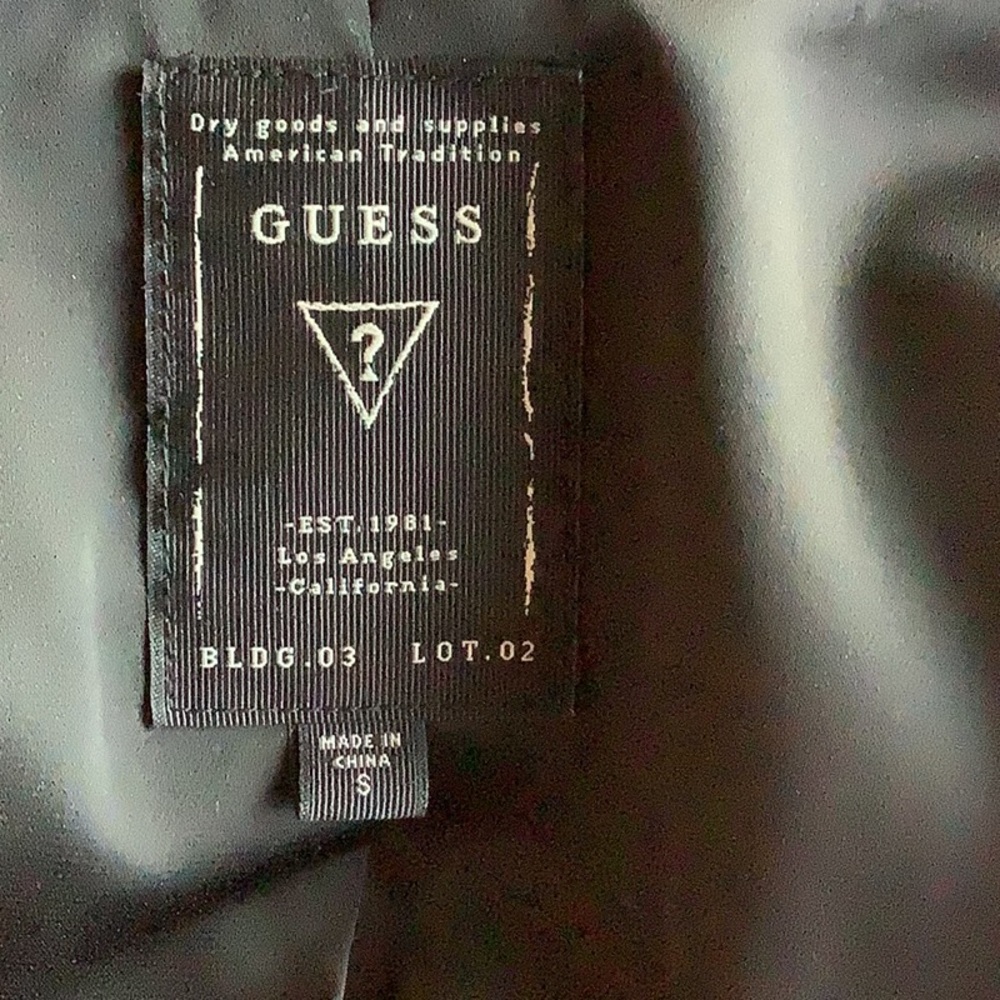 Dry goods and supplies
American Tradition
GUESS
?
-EST.1981-
Los Angeles
-California-
BLDG.03 LOT.02
MADE IN
CHINA
S